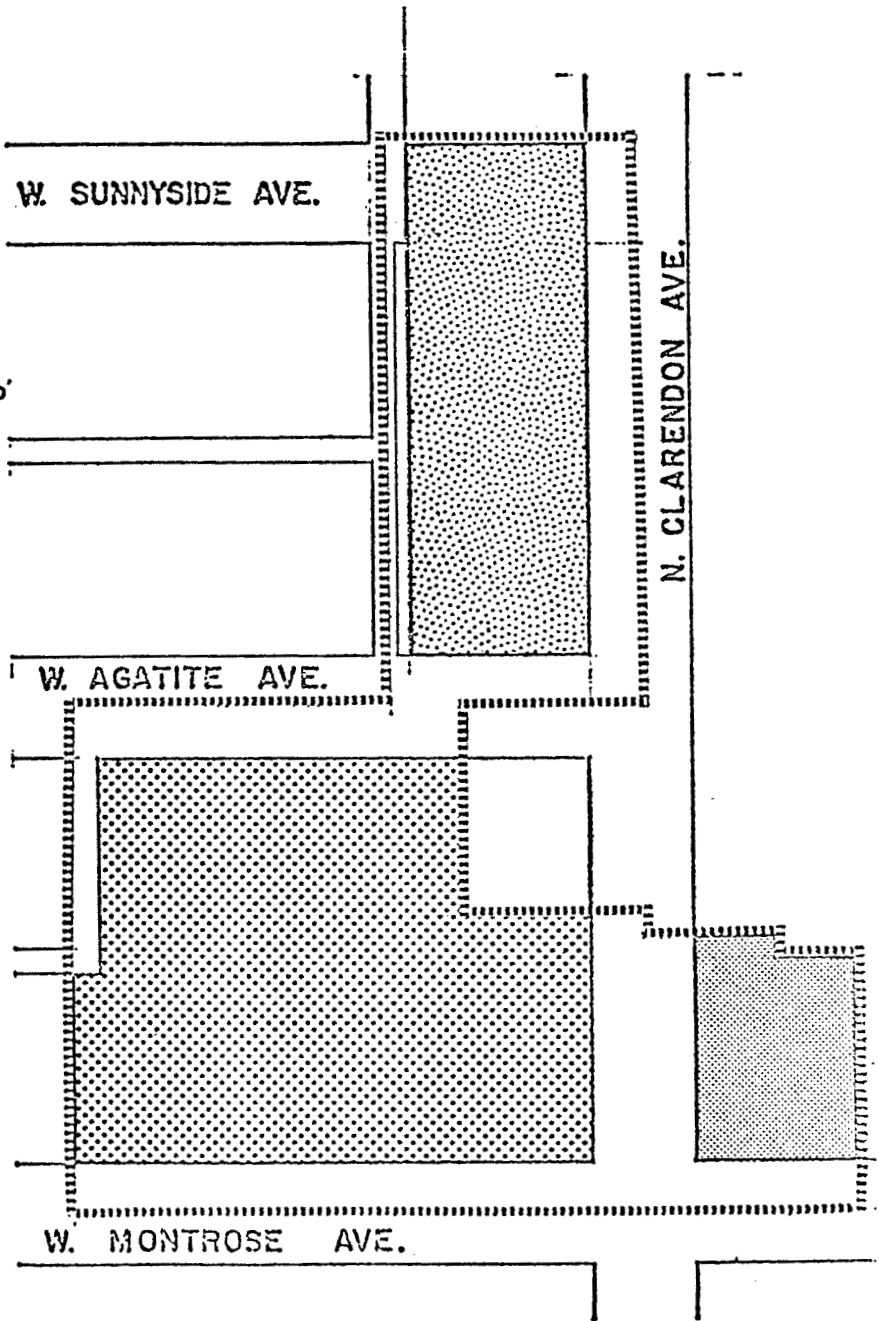 W. SUNNYSIDE AVE.
N. CLARENDON AVE.
W. AGATITE AVE.
W. MONTROSE AVE.